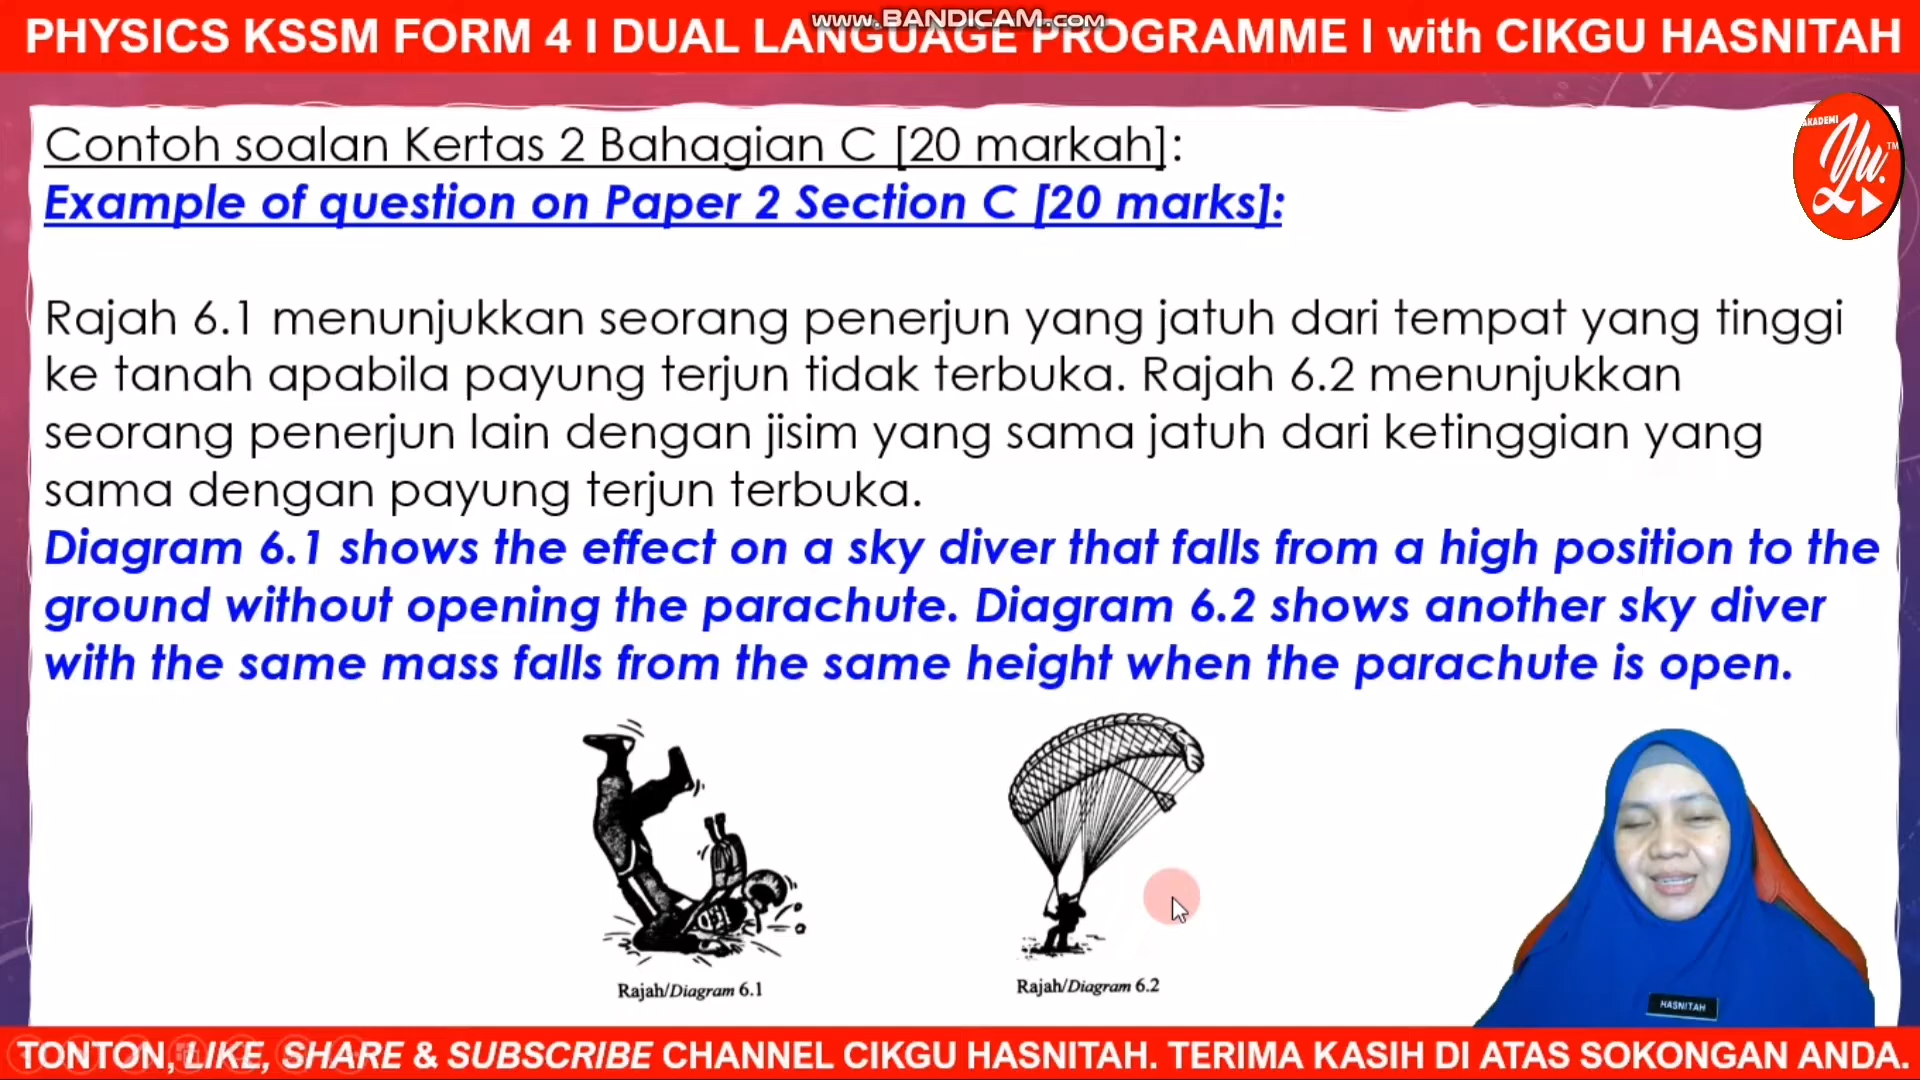 www.BANDICAM.com
PHYSICS KSSM FORM 4 I DUAL LANGUAGE PROGRAMME I with CIKGU HASNITAH
AKADEMI
Yu.
TM
Contoh soalan Kertas 2 Bahagian C [20 markah]:
Example of question on Paper 2 Section C [20 marks]:
Rajah 6.1 menunjukkan seorang penerjun yang jatuh dari tempat yang tinggi
ke tanah apabila payung terjun tidak terbuka. Rajah 6.2 menunjukkan
seorang penerjun lain dengan jisim yang sama jatuh dari ketinggian yang
sama dengan payung terjun terbuka.
Diagram 6.1 shows the effect on a sky diver that falls from a high position to the
ground without opening the parachute. Diagram 6.2 shows another sky diver
with the same mass falls from the same height when the parachute is open.
Rajah/Diagram 6.1
Rajah/Diagram 6.2
HASNITAH
TONTON, LIKE, SHARE & SUBSCRIBE CHANNEL CIKGU HASNITAH. TERIMA KASIH DI ATAS SOKONGAN ANDA.